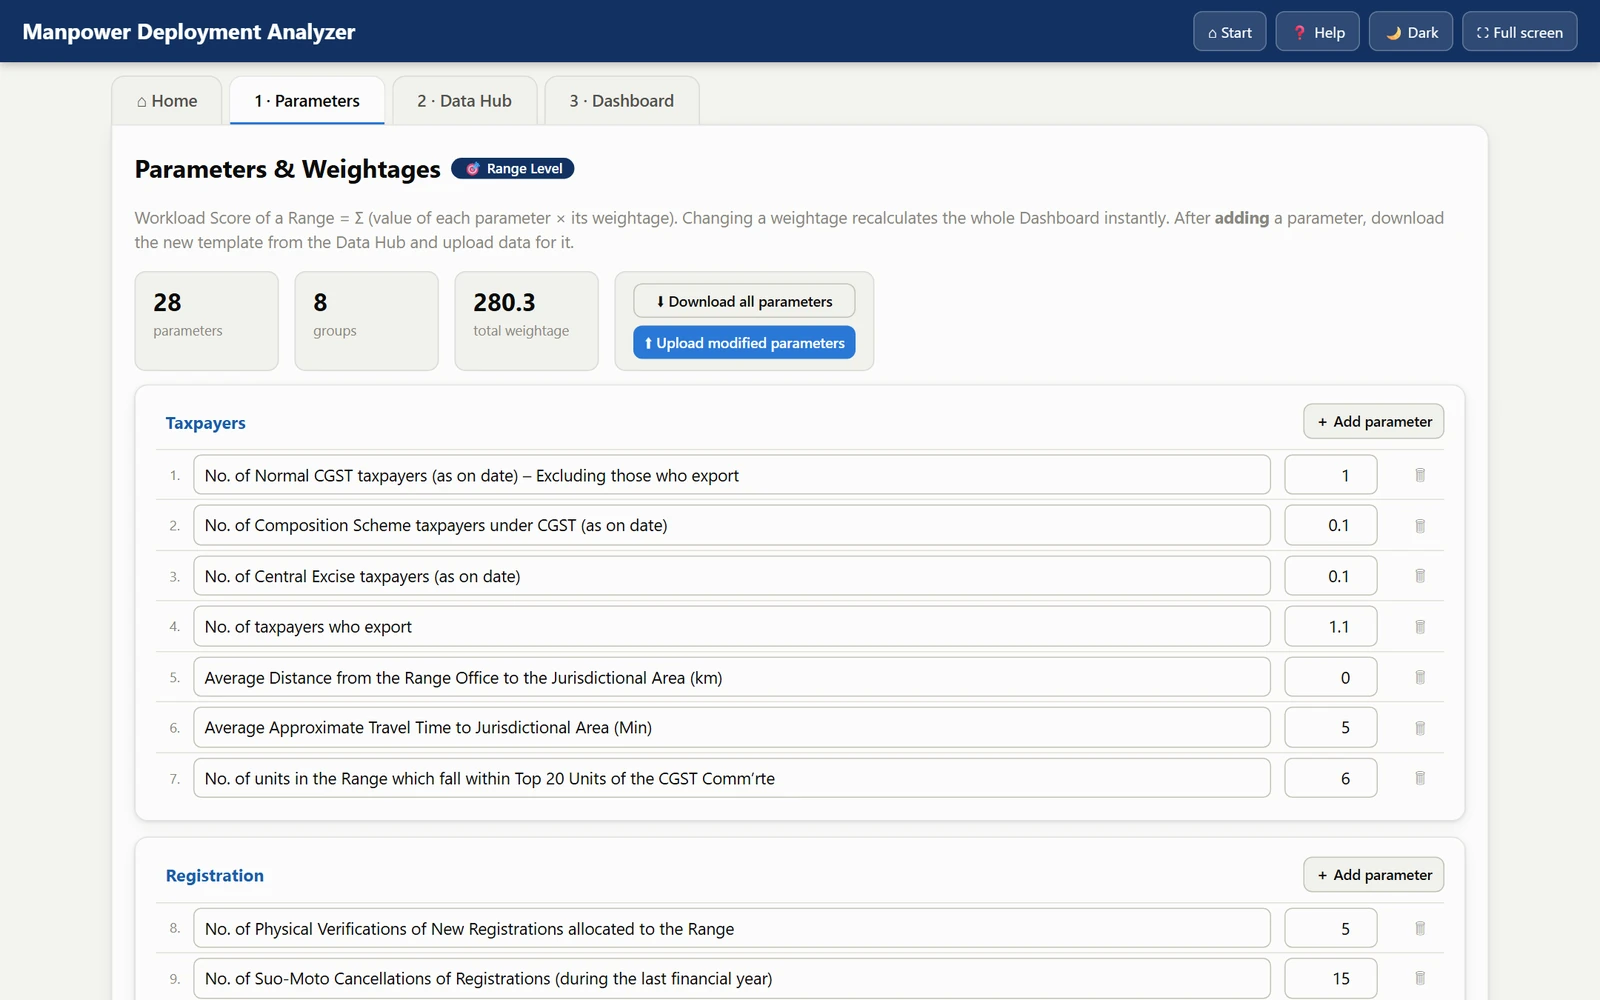 Manpower Deployment Analyzer
⌂ Start
❓ Help
🌙 Dark
⛶ Full screen
⌂ Home
1 · Parameters
2 · Data Hub
3 · Dashboard
Parameters & Weightages
🎯 Range Level
Workload Score of a Range = Σ (value of each parameter × its weightage). Changing a weightage recalculates the whole Dashboard instantly. After adding a parameter, download
the new template from the Data Hub and upload data for it.
28
parameters
8
groups
280.3
total weightage
⬇ Download all parameters
⬆ Upload modified parameters
Taxpayers
+ Add parameter
1. No. of Normal CGST taxpayers (as on date) – Excluding those who export 1
2. No. of Composition Scheme taxpayers under CGST (as on date) 0.1
3. No. of Central Excise taxpayers (as on date) 0.1
4. No. of taxpayers who export 1.1
5. Average Distance from the Range Office to the Jurisdictional Area (km) 0
6. Average Approximate Travel Time to Jurisdictional Area (Min) 5
7. No. of units in the Range which fall within Top 20 Units of the CGST Comm’rte 6
Registration
+ Add parameter
8. No. of Physical Verifications of New Registrations allocated to the Range 5
9. No. of Suo-Moto Cancellations of Registrations (during the last financial year) 15